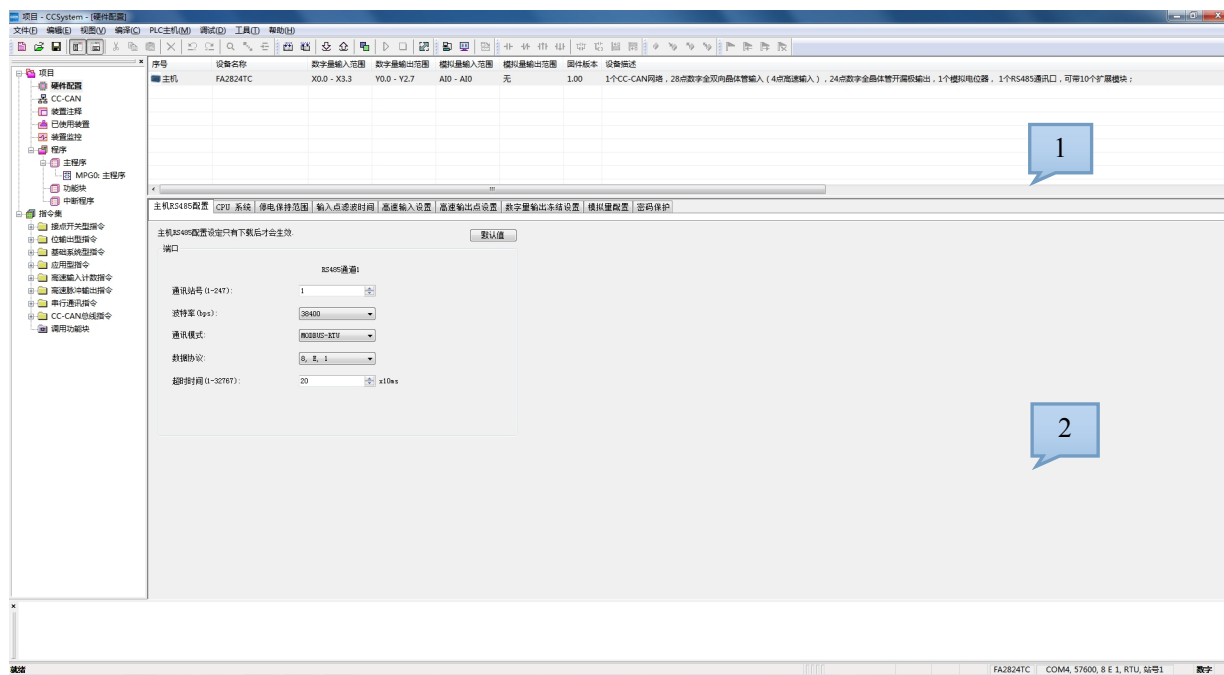 项目 - CCSystem - [硬件配置]
文件(F) 编辑(E) 视图(V) 编译(C) PLC主机(M) 调试(D) 工具(T) 帮助(H)
项目
硬件配置
CC-CAN
装置注释
已使用装置
装置监控
程序
主程序
MPG0: 主程序
功能块
中断程序
指令集
接点开关型指令
位输出型指令
基础系统型指令
应用型指令
高速输入计数指令
高速脉冲输出指令
串行通讯指令
CC-CAN总线指令
调用功能块
序号 设备名称 数字量输入范围 数字量输出范围 模拟量输入范围 模拟量输出范围 固件版本 设备描述
主机 FA2824TC X0.0 - X3.3 Y0.0 - Y2.7 AI0 - AI0 无 1.00 1个CC-CAN网络，28点数字全双向晶体管输入（4点高速输入），24点数字全晶体管开漏极输出，1个模拟电位器， 1个RS485通讯口，可带10个扩展模块；
1
主机RS485配置 CPU 系统 停电保持范围 输入点滤波时间 高速输入设置 高速输出点设置 数字量输出冻结设置 模拟量配置 密码保护
主机RS485配置设定只有下载后才会生效. 默认值
端口
RS485通道1
通讯站号(1-247): 1
波特率(bps): 38400
通讯模式: MODBUS-RTU
数据协议: 8, E, 1
超时时间(1-32767): 20 x10ms
2
就绪 FA2824TC COM4, 57600, 8 E 1, RTU, 站号1 数字